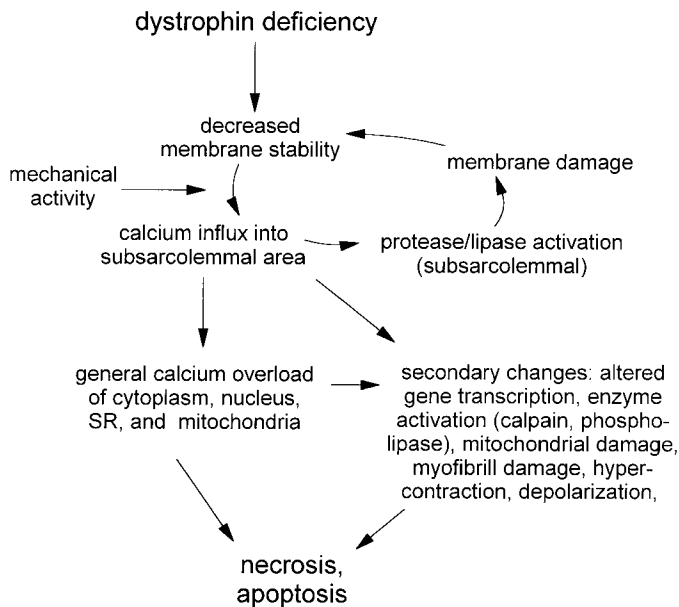 dystrophin deficiency
decreased
membrane stability
membrane damage
mechanical
activity
calcium influx into
subsarcolemmal area
protease/lipase activation
(subsarcolemmal)
general calcium overload
of cytoplasm, nucleus,
SR, and mitochondria
secondary changes: altered
gene transcription, enzyme
activation (calpain, phospho-
lipase), mitochondrial damage,
myofibrill damage, hyper-
contraction, depolarization,
necrosis,
apoptosis